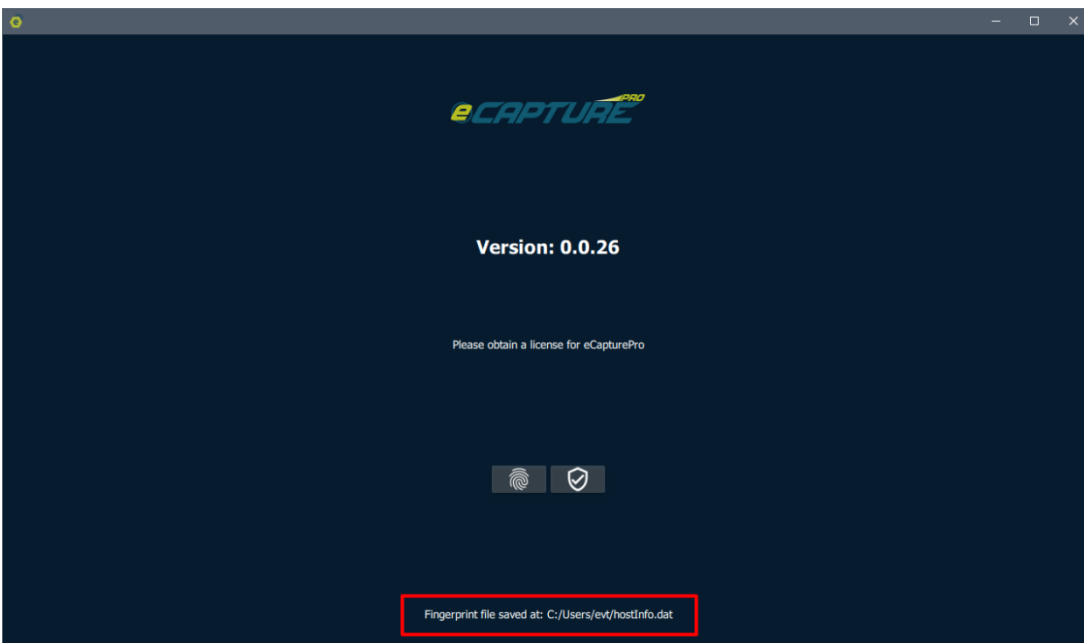 eCAPTURE PRO
Version: 0.0.26
Please obtain a license for eCapturePro
Fingerprint file saved at: C:/Users/evt/hostInfo.dat